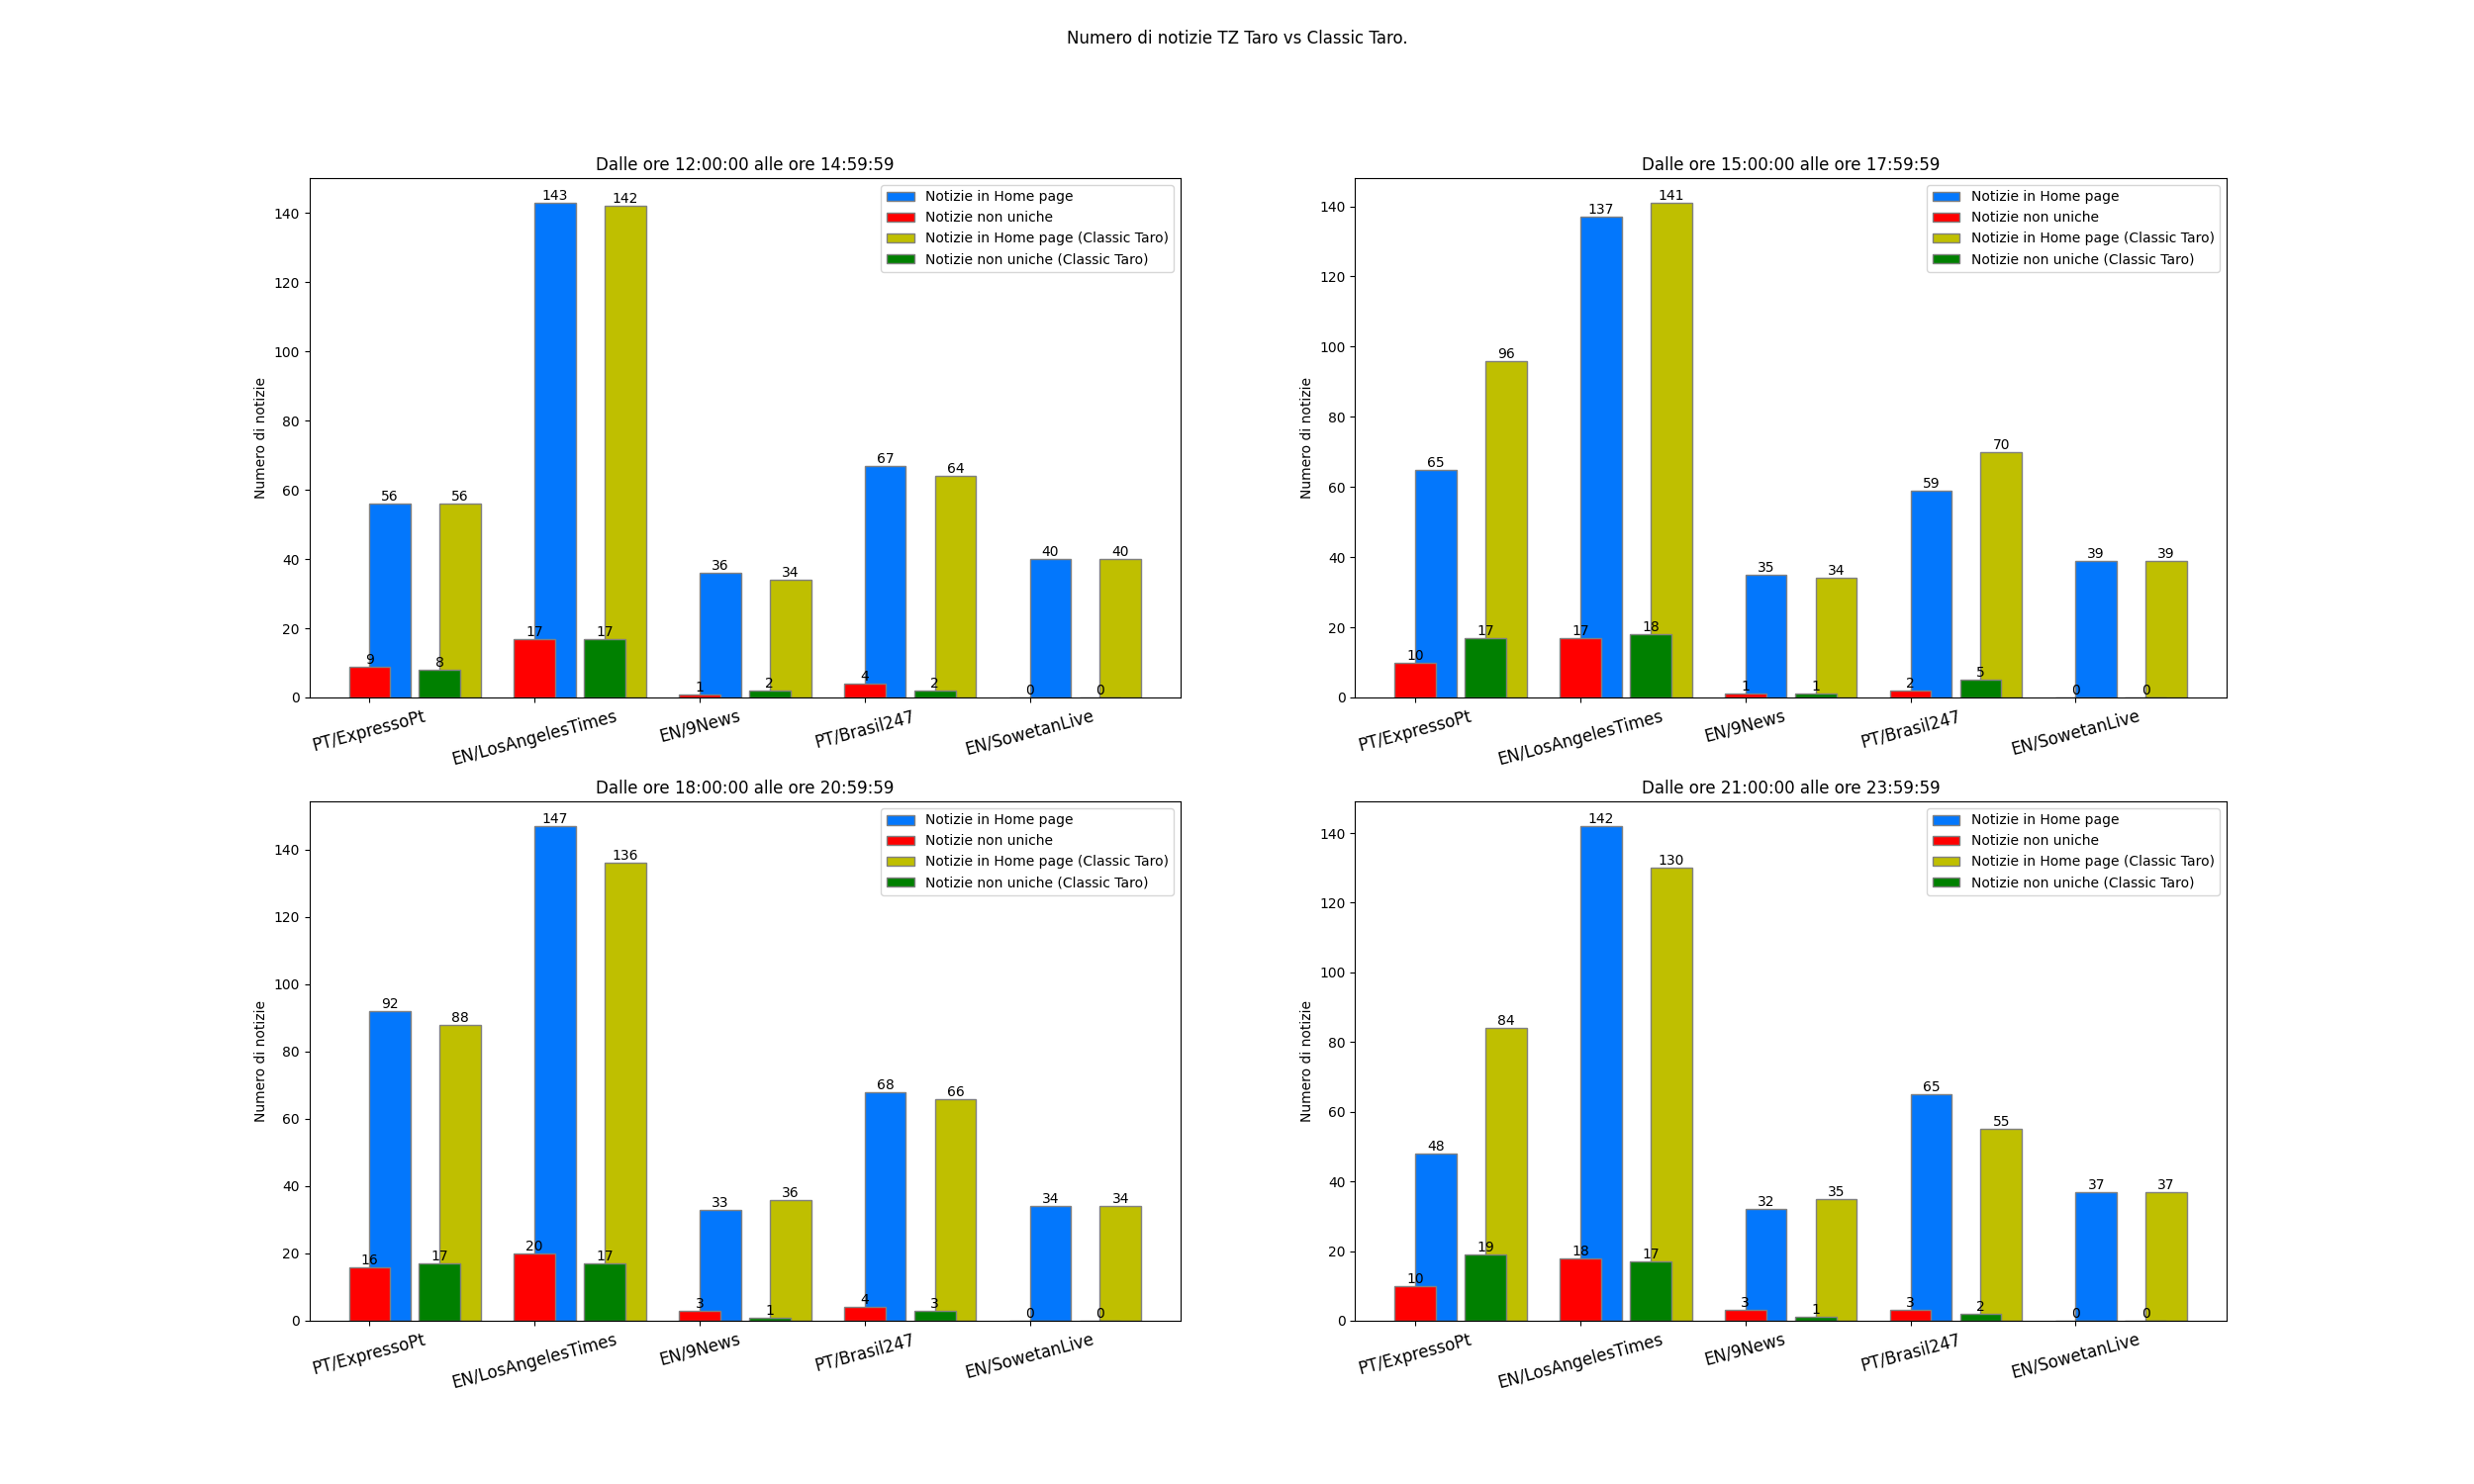 Numero di notizie TZ Taro vs Classic Taro.
Dalle ore 12:00:00 alle ore 14:59:59
Numero di notizie
140
120
100
80
60
40
20
0
Notizie in Home page
Notizie non uniche
Notizie in Home page (Classic Taro)
Notizie non uniche (Classic Taro)
56 9 56 8
143 17 142 17
36 1 34 2
67 4 64 2
40 0 40 0
PT/ExpressoPt
EN/LosAngelesTimes
EN/9News
PT/Brasil247
EN/SowetanLive
Dalle ore 15:00:00 alle ore 17:59:59
Numero di notizie
140
120
100
80
60
40
20
0
Notizie in Home page
Notizie non uniche
Notizie in Home page (Classic Taro)
Notizie non uniche (Classic Taro)
65 10 96 17
137 17 141 18
35 1 34 1
59 2 70 5
39 0 39 0
PT/ExpressoPt
EN/LosAngelesTimes
EN/9News
PT/Brasil247
EN/SowetanLive
Dalle ore 18:00:00 alle ore 20:59:59
Numero di notizie
140
120
100
80
60
40
20
0
Notizie in Home page
Notizie non uniche
Notizie in Home page (Classic Taro)
Notizie non uniche (Classic Taro)
92 16 88 17
147 20 136 17
33 3 36 1
68 4 66 3
34 0 34 0
PT/ExpressoPt
EN/LosAngelesTimes
EN/9News
PT/Brasil247
EN/SowetanLive
Dalle ore 21:00:00 alle ore 23:59:59
Numero di notizie
140
120
100
80
60
40
20
0
Notizie in Home page
Notizie non uniche
Notizie in Home page (Classic Taro)
Notizie non uniche (Classic Taro)
48 10 84 19
142 18 130 17
32 3 35 1
65 3 55 2
37 0 37 0
PT/ExpressoPt
EN/LosAngelesTimes
EN/9News
PT/Brasil247
EN/SowetanLive